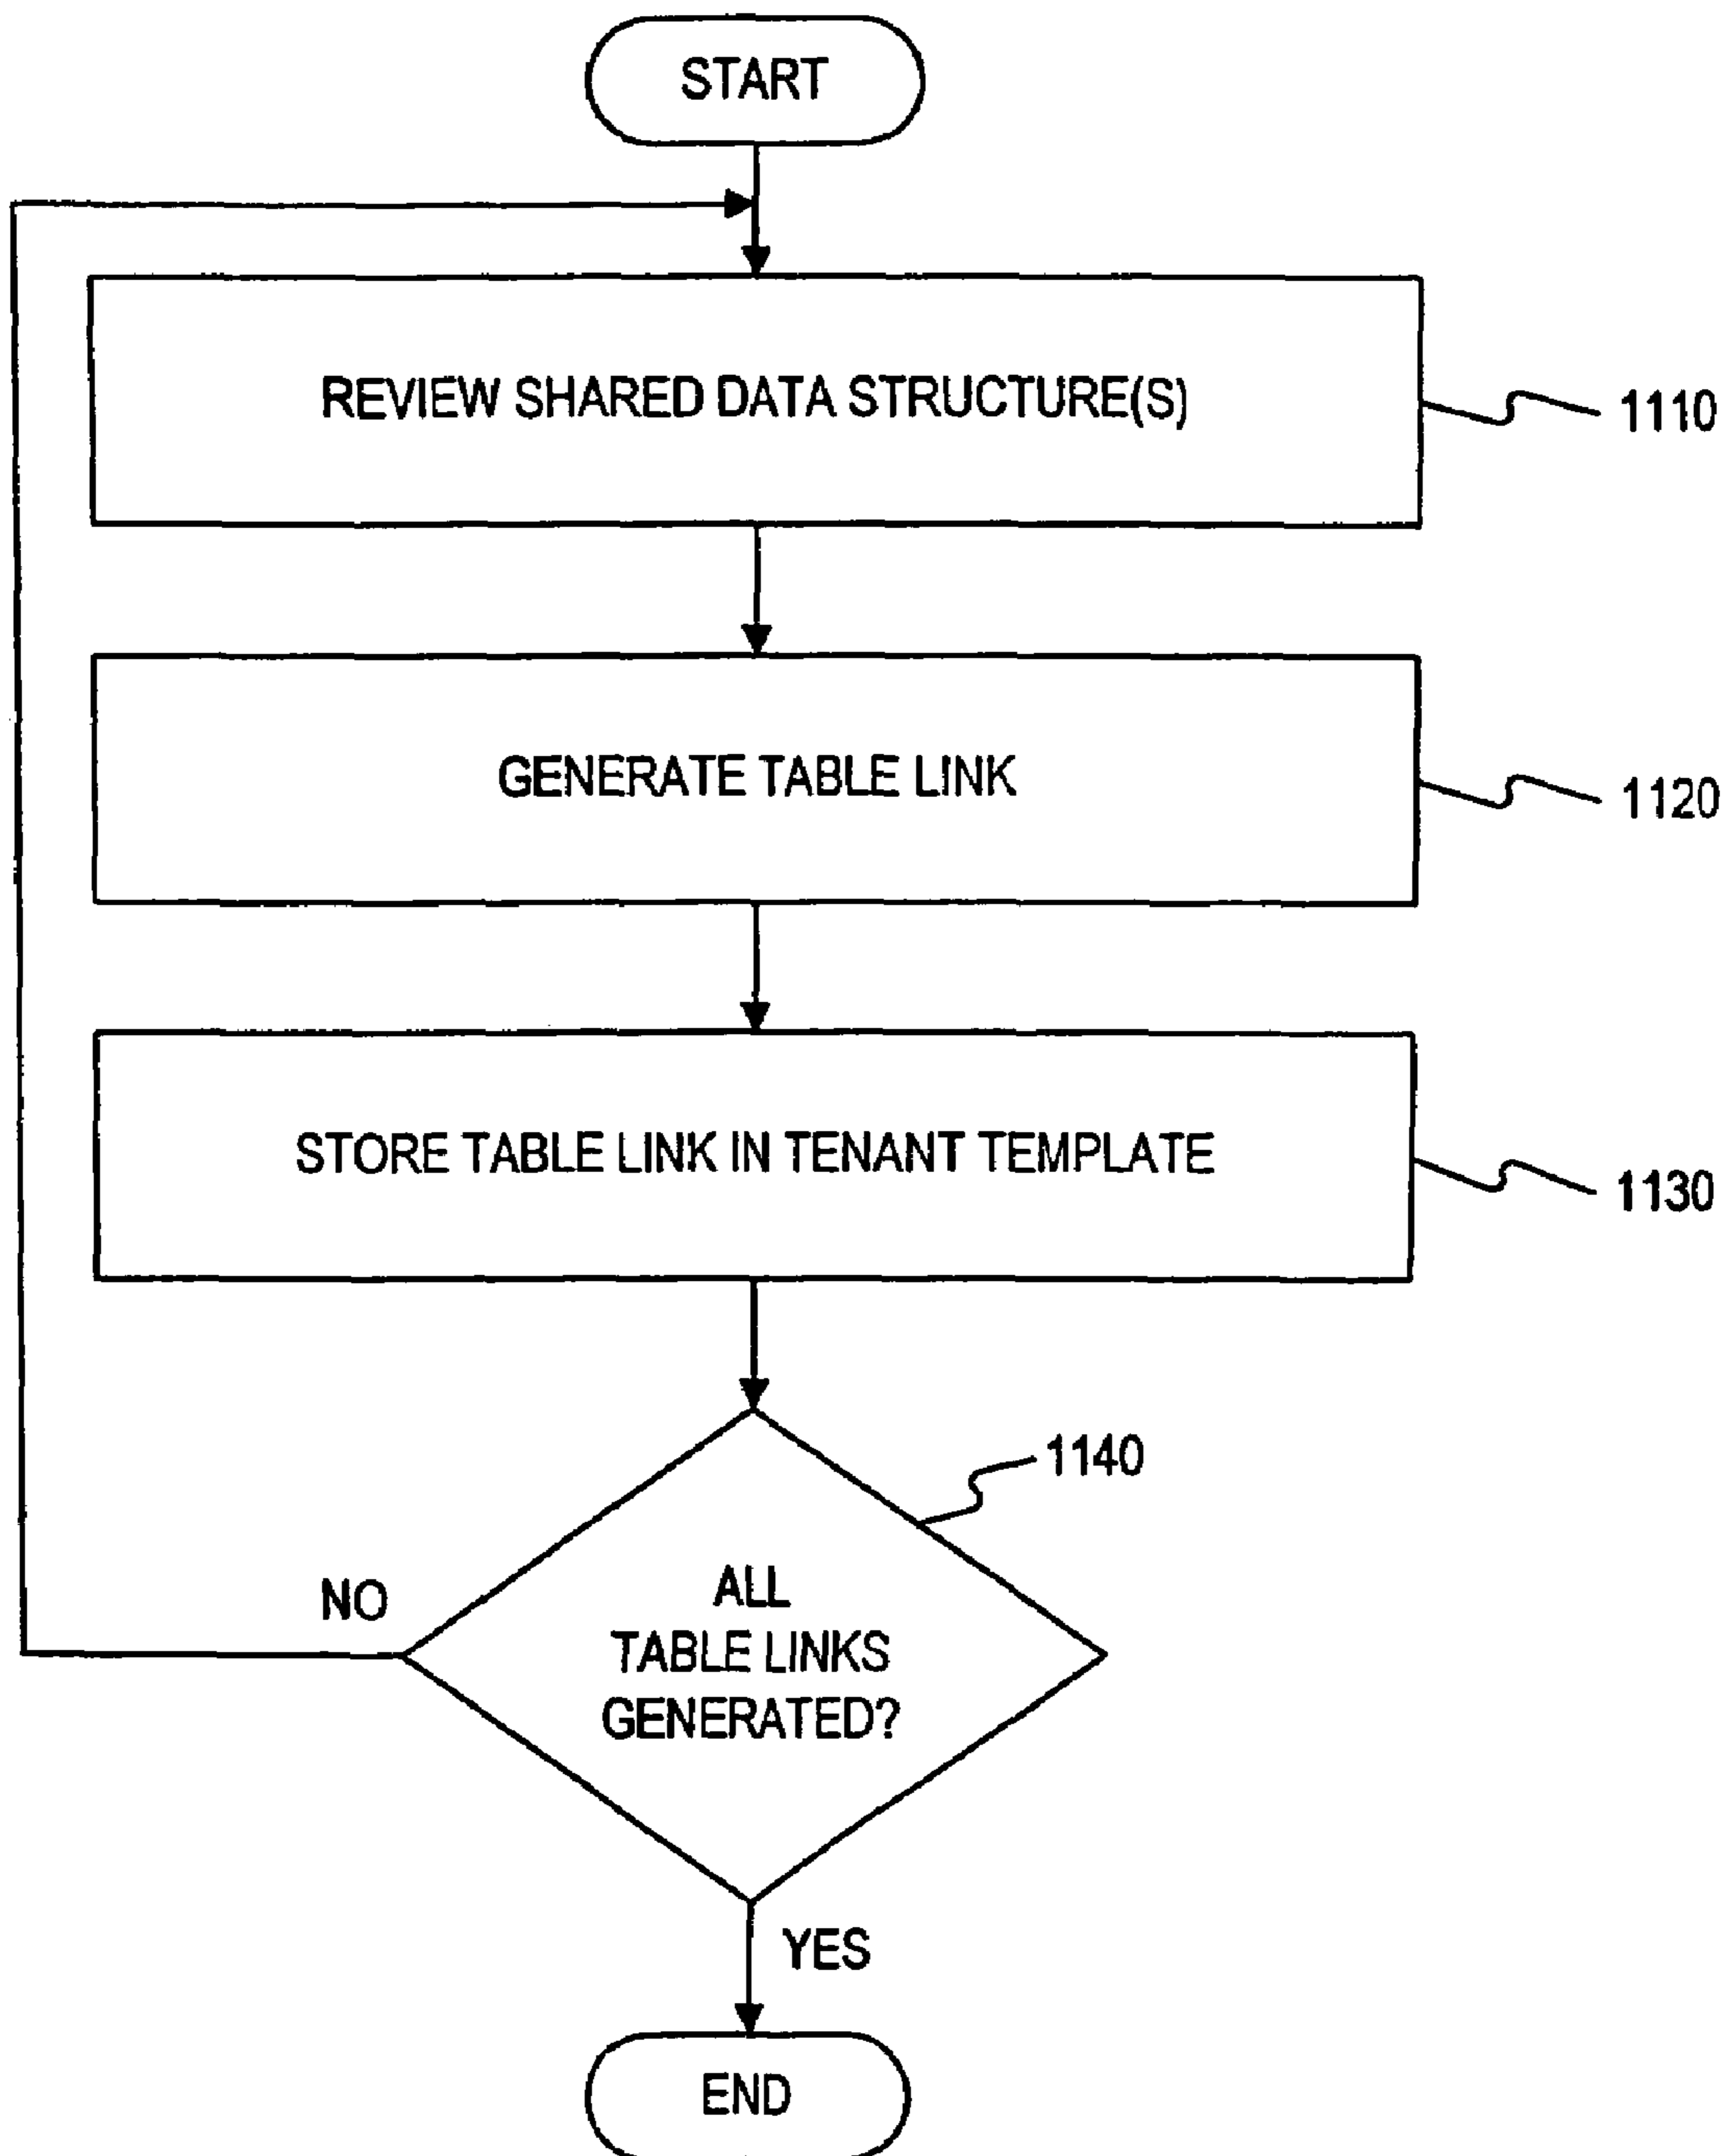 START
REVIEW SHARED DATA STRUCTURE(S)
1110
GENERATE TABLE LINK
1120
STORE TABLE LINK IN TENANT TEMPLATE
1130
1140
ALL
TABLE LINKS
GENERATED?
NO
YES
END